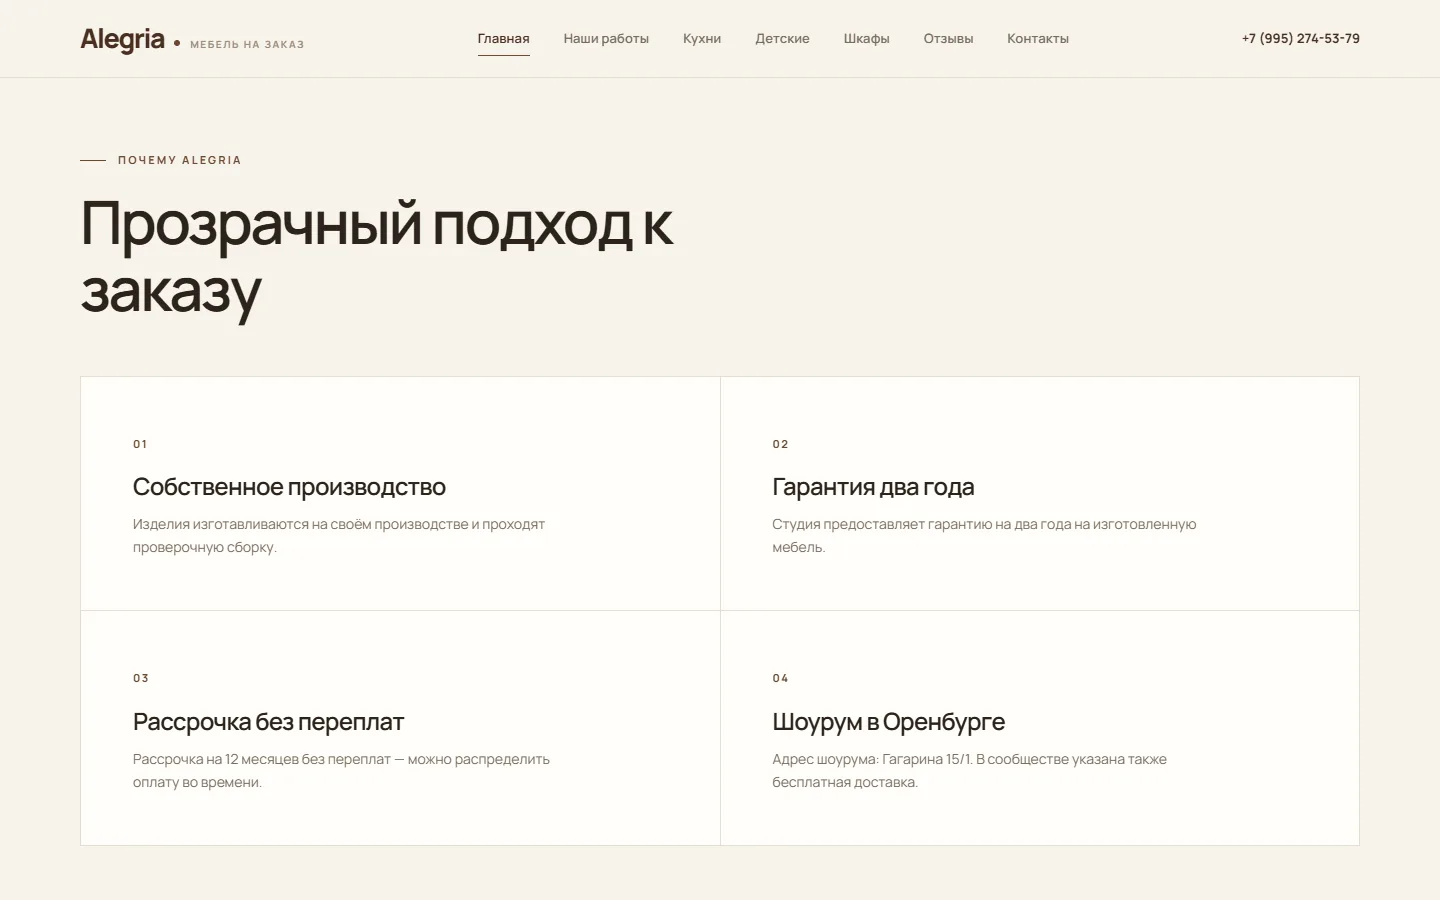 Alegria • МЕБЕЛЬ НА ЗАКАЗ
Главная Наши работы Кухни Детские Шкафы Отзывы Контакты
+7 (995) 274-53-79
ПОЧЕМУ ALEGRIA
Прозрачный подход к
заказу
01
Собственное производство
Изделия изготавливаются на своём производстве и проходят
проверочную сборку.
02
Гарантия два года
Студия предоставляет гарантию на два года на изготовленную
мебель.
03
Рассрочка без переплат
Рассрочка на 12 месяцев без переплат — можно распределить
оплату во времени.
04
Шоурум в Оренбурге
Адрес шоурума: Гагарина 15/1. В сообществе указана также
бесплатная доставка.